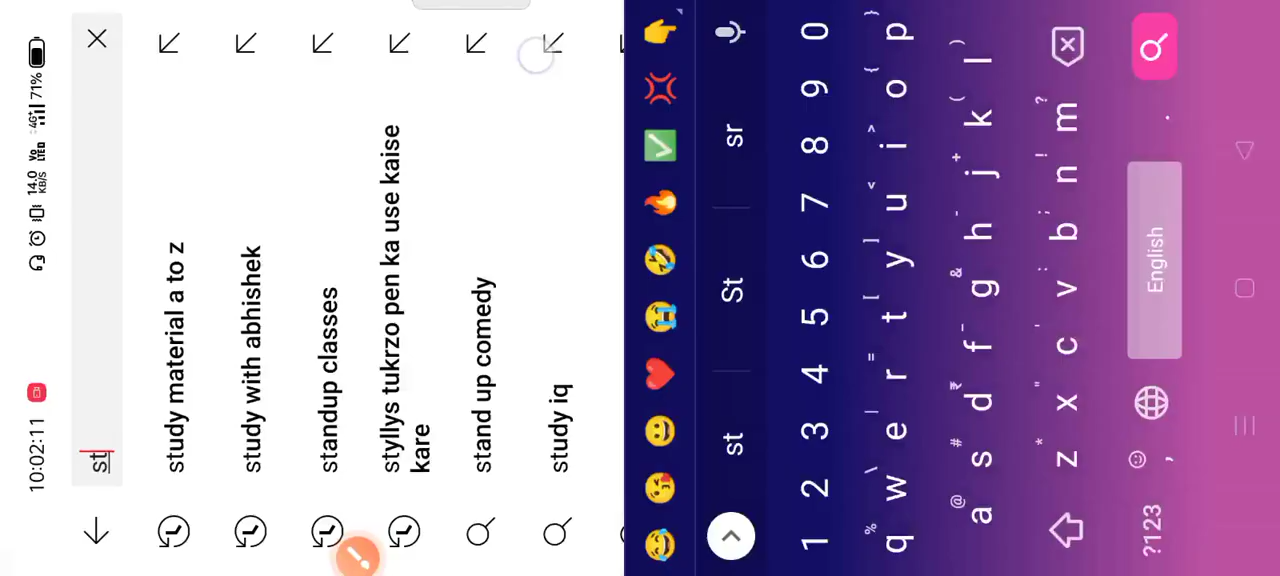 10:02:11 14.0 KB/S Vo LTE 4G+ 71%
st
study material a to z
study with abhishek
standup classes
styllys tukrzo pen ka use kaise
kare
stand up comedy
study iq
st St sr
1 2 3 4 5 6 7 8 9 0
% \ | = [ ] < ^ { }
q w e r t y u i o p
@ # ₹ _ & - + ( )
a s d f g h j k l
* " ' : ; ! ?
z x c v b n m
?123 , English .